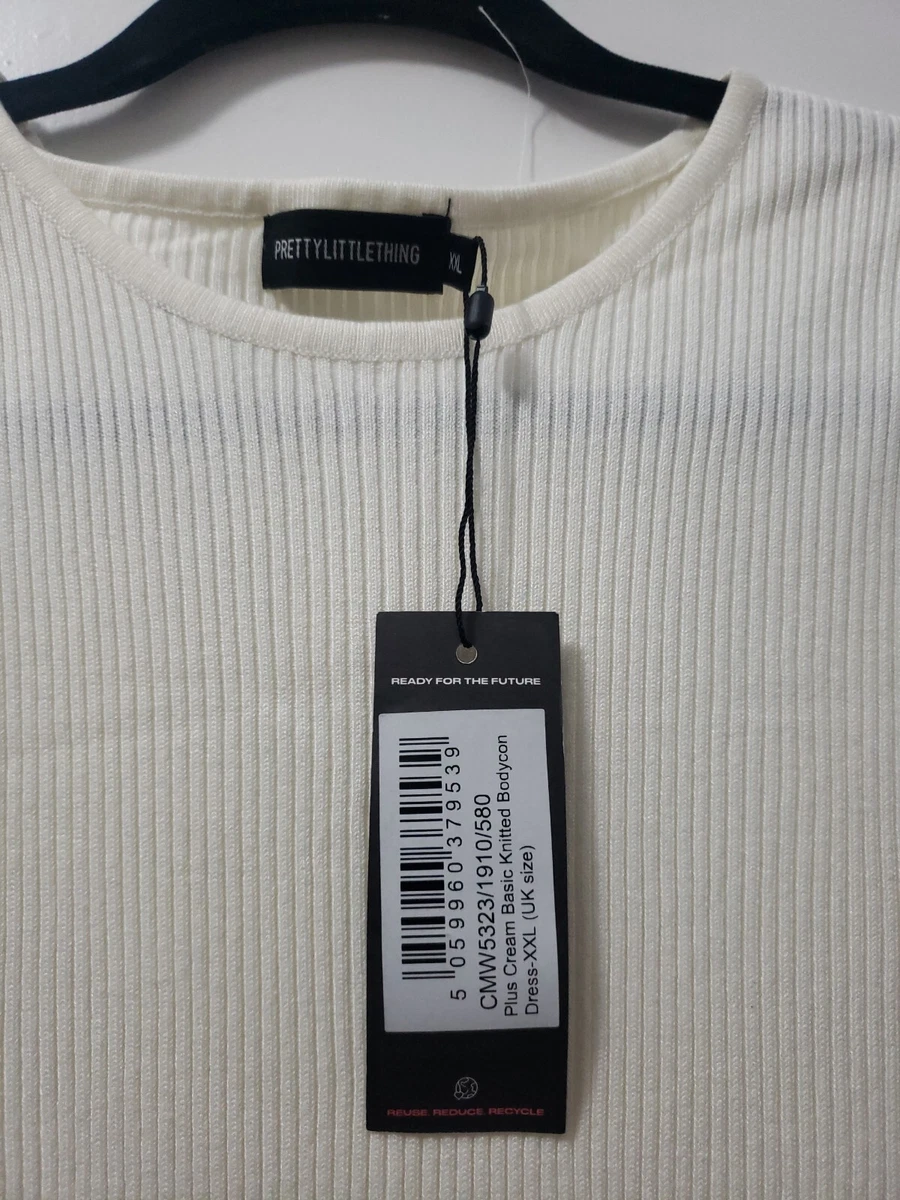 PRETTYLITTLETHING
XXL
READY FOR THE FUTURE
5 059960 379539
CMW5323/1910/580
Plus Cream Basic Knitted Bodycon
Dress-XXL (UK size)
REUSE. REDUCE. RECYCLE